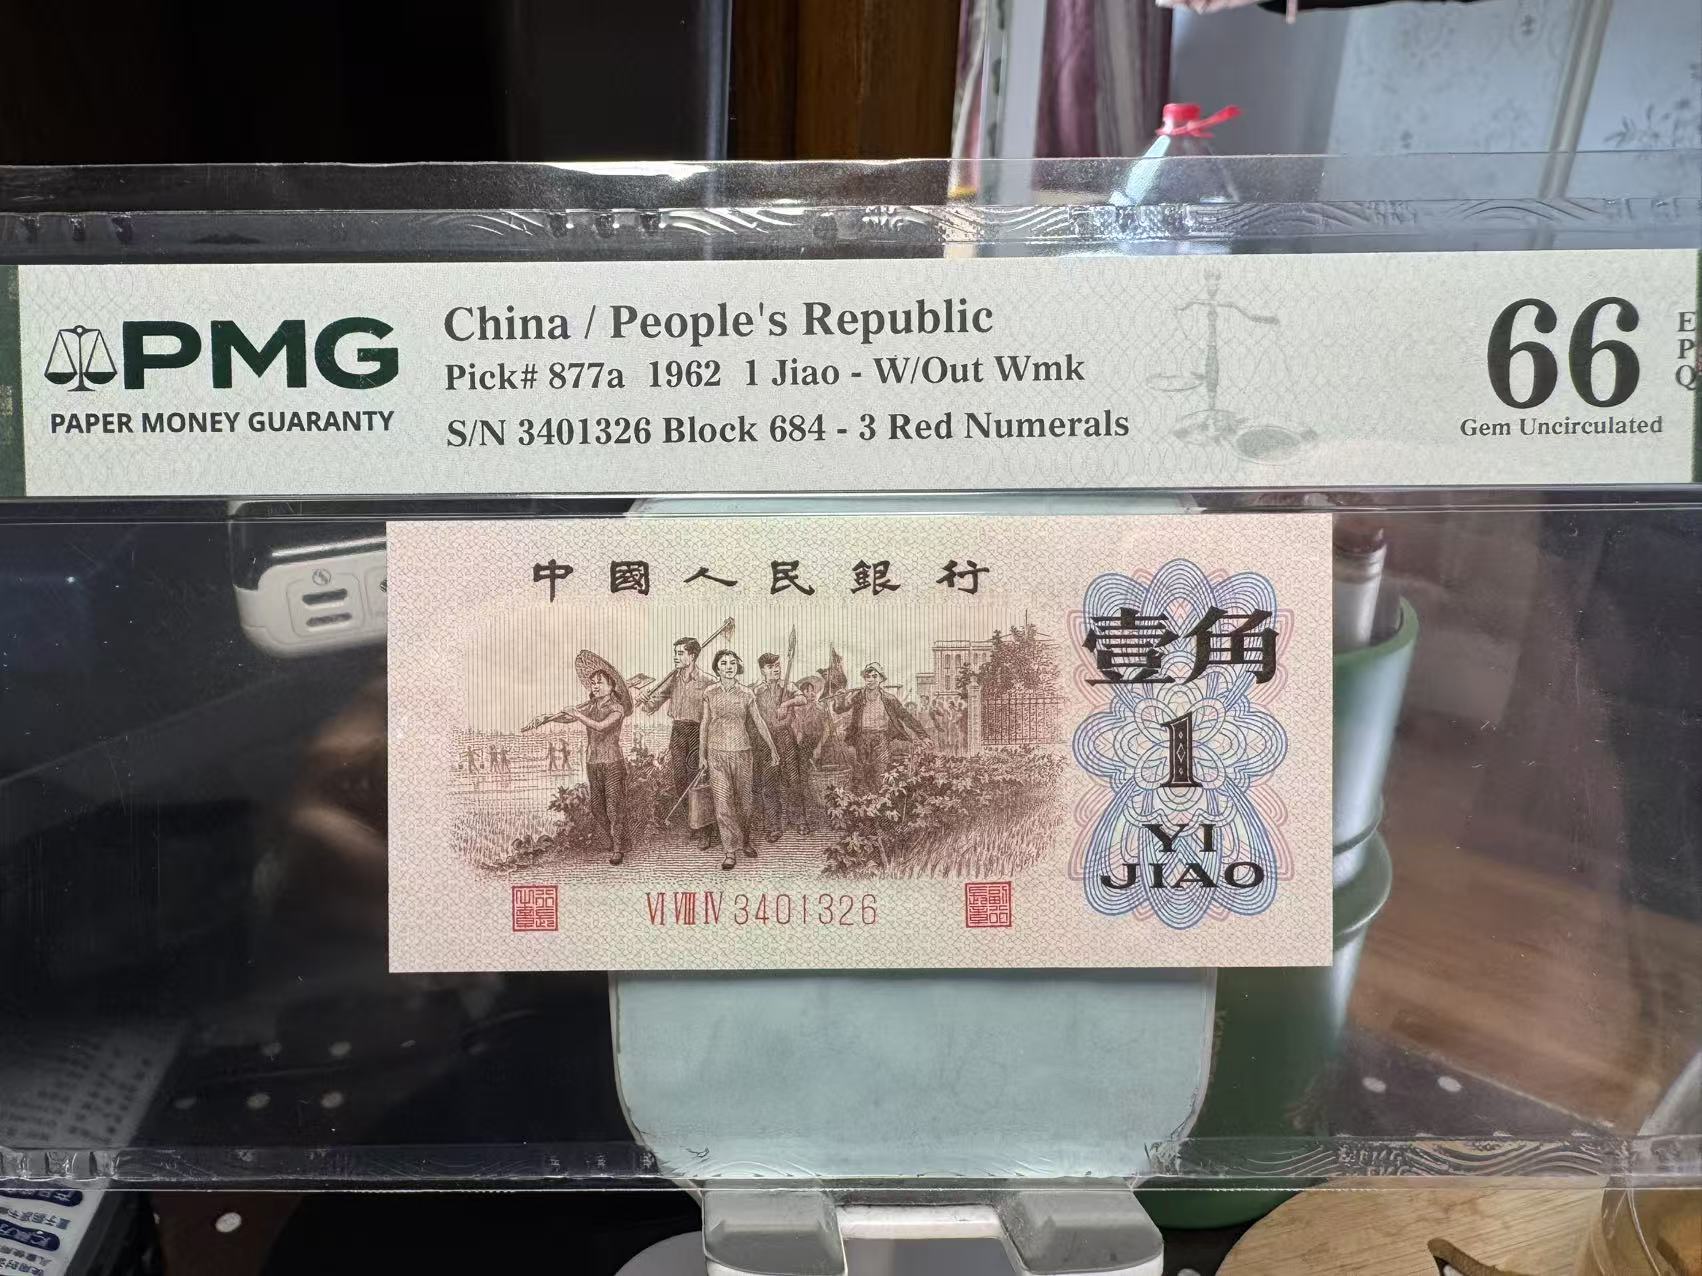 PMG
PAPER MONEY GUARANTY
China / People's Republic
Pick# 877a 1962 1 Jiao - W/Out Wmk
S/N 3401326 Block 684 - 3 Red Numerals
66
EPQ
Gem Uncirculated
中國人民銀行
壹角
1
YI
JIAO
VI VIII IV 3401326